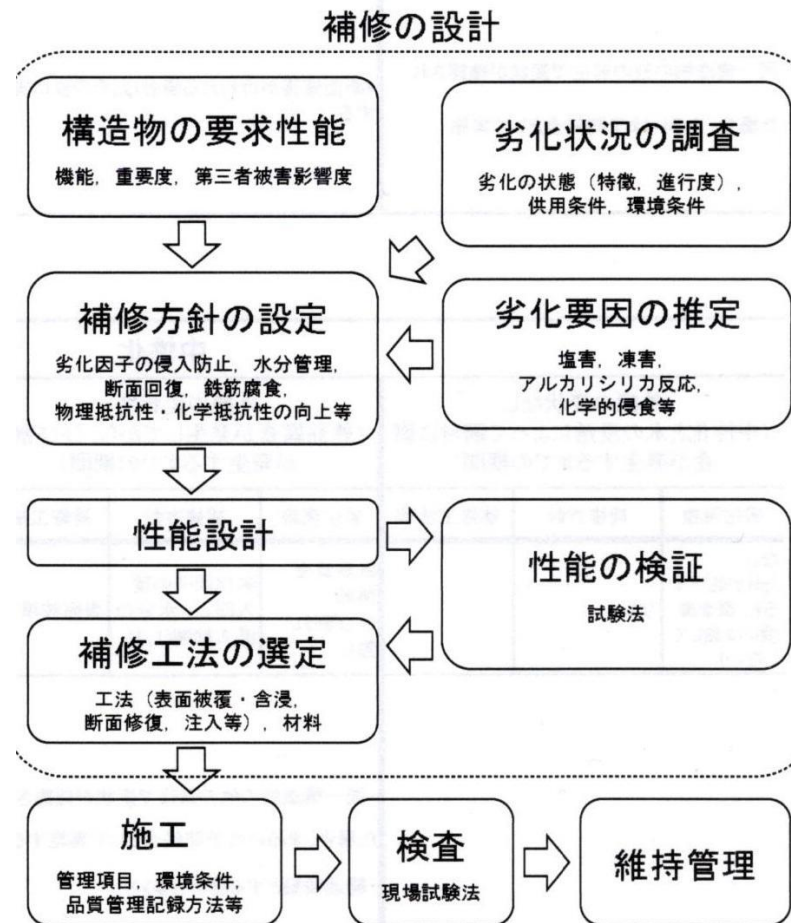 補修の設計
構造物の要求性能
機能，重要度，第三者被害影響度
劣化状況の調査
劣化の状態（特徴，進行度），
供用条件，環境条件
補修方針の設定
劣化因子の侵入防止，水分管理，
断面回復，鉄筋腐食，
物理抵抗性・化学抵抗性の向上等
劣化要因の推定
塩害，凍害，
アルカリシリカ反応，
化学的侵食等
性能設計
性能の検証
試験法
補修工法の選定
工法（表面被覆・含浸，
断面修復，注入等），材料
施工
管理項目，環境条件，
品質管理記録方法等
検査
現場試験法
維持管理